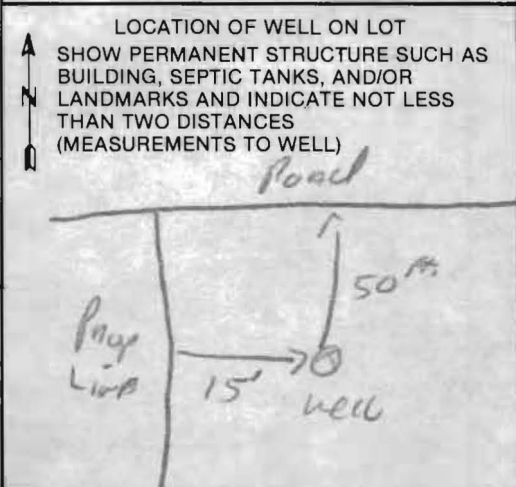 LOCATION OF WELL ON LOT
SHOW PERMANENT STRUCTURE SUCH AS
BUILDING, SEPTIC TANKS, AND/OR
N LANDMARKS AND INDICATE NOT LESS
THAN TWO DISTANCES
(MEASUREMENTS TO WELL)
50 ft.
Prop
Line
15'
well